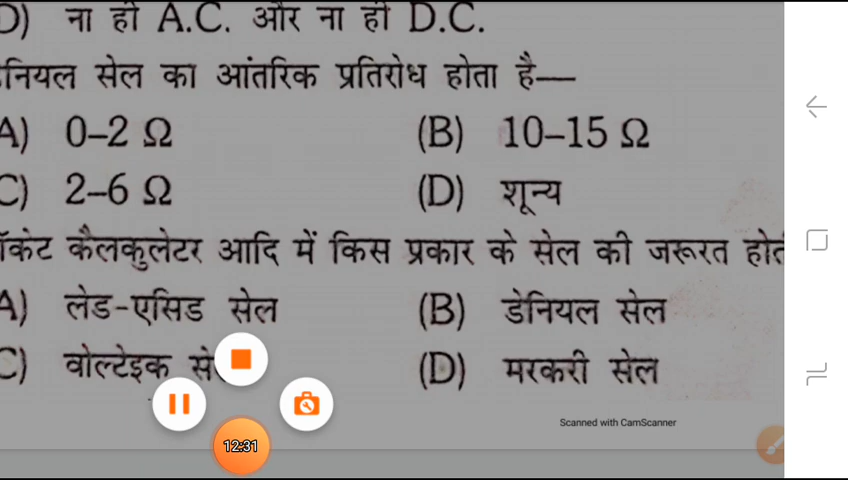 D) ना ही A.C. और ना ही D.C.
नियल सेल का आंतरिक प्रतिरोध होता है—
A) 0–2 Ω (B) 10–15 Ω
C) 2–6 Ω (D) शून्य
कैलकुलेटर आदि में किस प्रकार के सेल की जरूरत
A) लेड-एसिड सेल (B) डेनियल सेल
C) वोल्टेइक (D) मरकरी सेल
Scanned with CamScanner
12:31